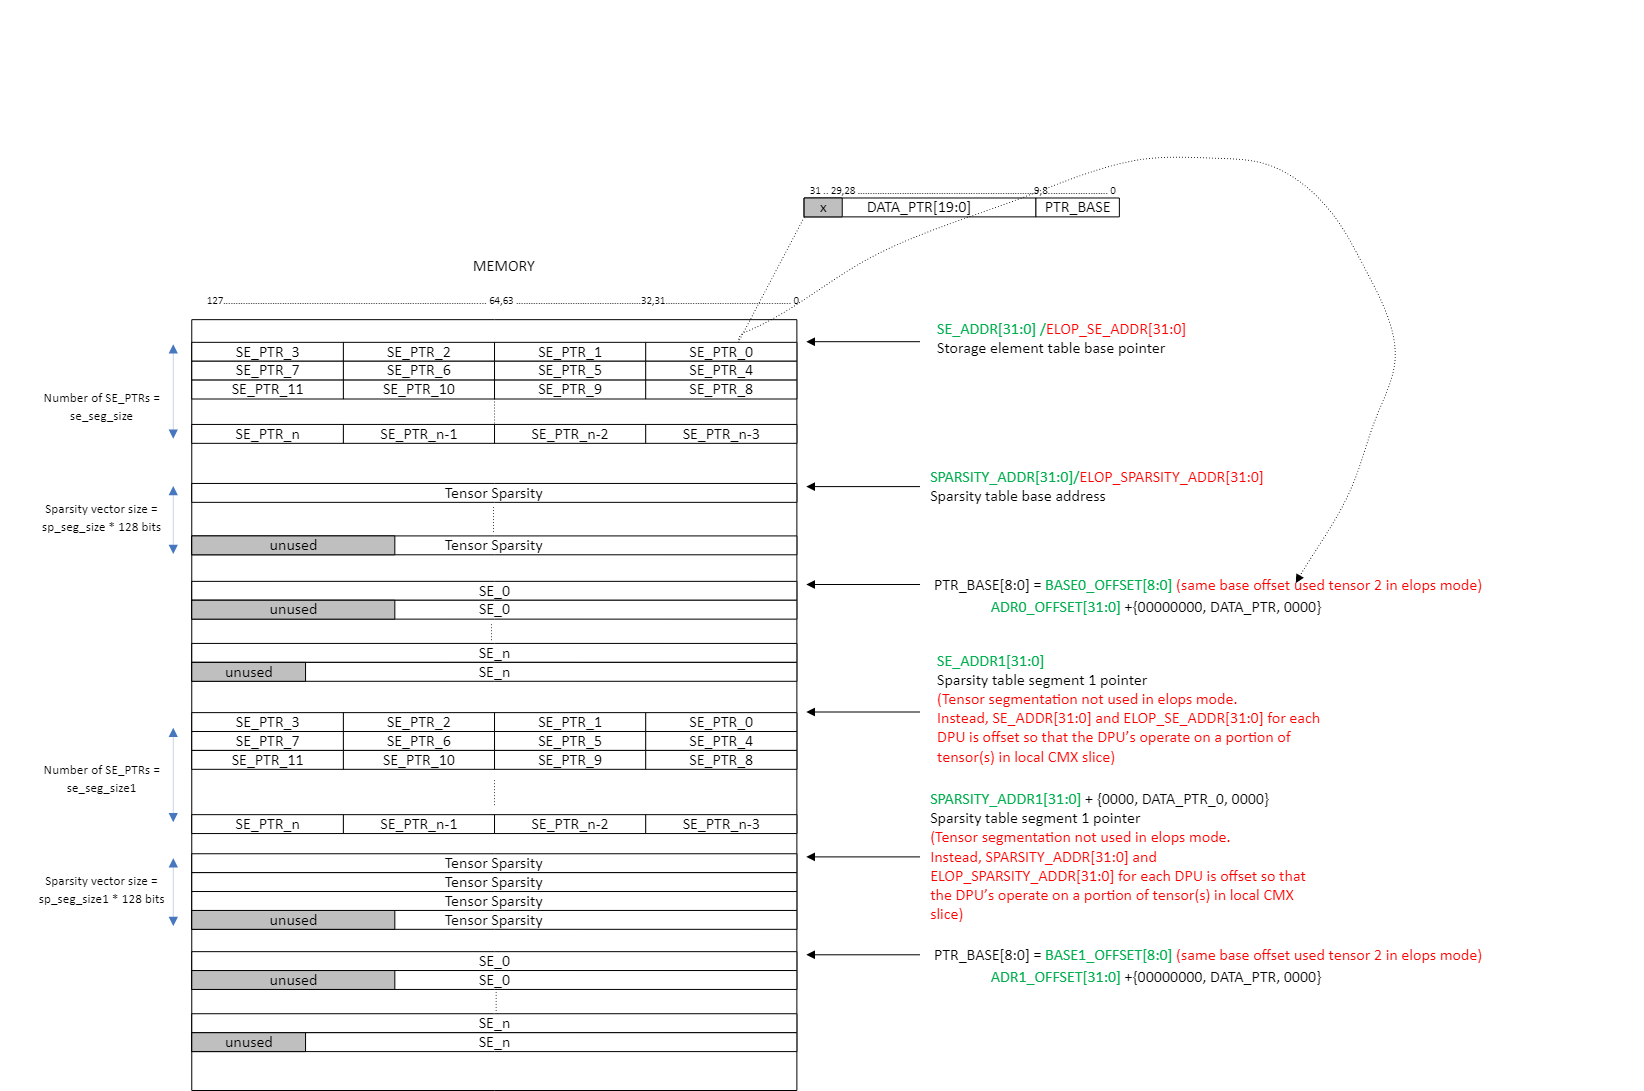 31 .. 29,28 ........ 9,8 ........ 0
x DATA_PTR[19:0] PTR_BASE
MEMORY
127........ 64,63 ........ 32,31 ........ 0
SE_ADDR[31:0] /ELOP_SE_ADDR[31:0]
Storage element table base pointer
SE_PTR_3 SE_PTR_2 SE_PTR_1 SE_PTR_0
SE_PTR_7 SE_PTR_6 SE_PTR_5 SE_PTR_4
SE_PTR_11 SE_PTR_10 SE_PTR_9 SE_PTR_8
Number of SE_PTRs =
se_seg_size
SE_PTR_n SE_PTR_n-1 SE_PTR_n-2 SE_PTR_n-3
SPARSITY_ADDR[31:0]/ELOP_SPARSITY_ADDR[31:0]
Sparsity table base address
Tensor Sparsity
Sparsity vector size =
sp_seg_size * 128 bits
unused Tensor Sparsity
PTR_BASE[8:0] = BASE0_OFFSET[8:0] (same base offset used tensor 2 in elops mode)
ADR0_OFFSET[31:0] +{00000000, DATA_PTR, 0000}
SE_0
unused SE_0
SE_n
unused SE_n
SE_ADDR1[31:0]
Sparsity table segment 1 pointer
(Tensor segmentation not used in elops mode.
Instead, SE_ADDR[31:0] and ELOP_SE_ADDR[31:0] for each
DPU is offset so that the DPU's operate on a portion of
tensor(s) in local CMX slice)
SE_PTR_3 SE_PTR_2 SE_PTR_1 SE_PTR_0
SE_PTR_7 SE_PTR_6 SE_PTR_5 SE_PTR_4
SE_PTR_11 SE_PTR_10 SE_PTR_9 SE_PTR_8
Number of SE_PTRs =
se_seg_size1
SE_PTR_n SE_PTR_n-1 SE_PTR_n-2 SE_PTR_n-3
SPARSITY_ADDR1[31:0] + {0000, DATA_PTR_0, 0000}
Sparsity table segment 1 pointer
(Tensor segmentation not used in elops mode.
Instead, SPARSITY_ADDR[31:0] and
ELOP_SPARSITY_ADDR[31:0] for each DPU is offset so that
the DPU's operate on a portion of tensor(s) in local CMX
slice)
Tensor Sparsity
Tensor Sparsity
Tensor Sparsity
unused Tensor Sparsity
Sparsity vector size =
sp_seg_size1 * 128 bits
PTR_BASE[8:0] = BASE1_OFFSET[8:0] (same base offset used tensor 2 in elops mode)
ADR1_OFFSET[31:0] +{00000000, DATA_PTR, 0000}
SE_0
unused SE_0
SE_n
unused SE_n